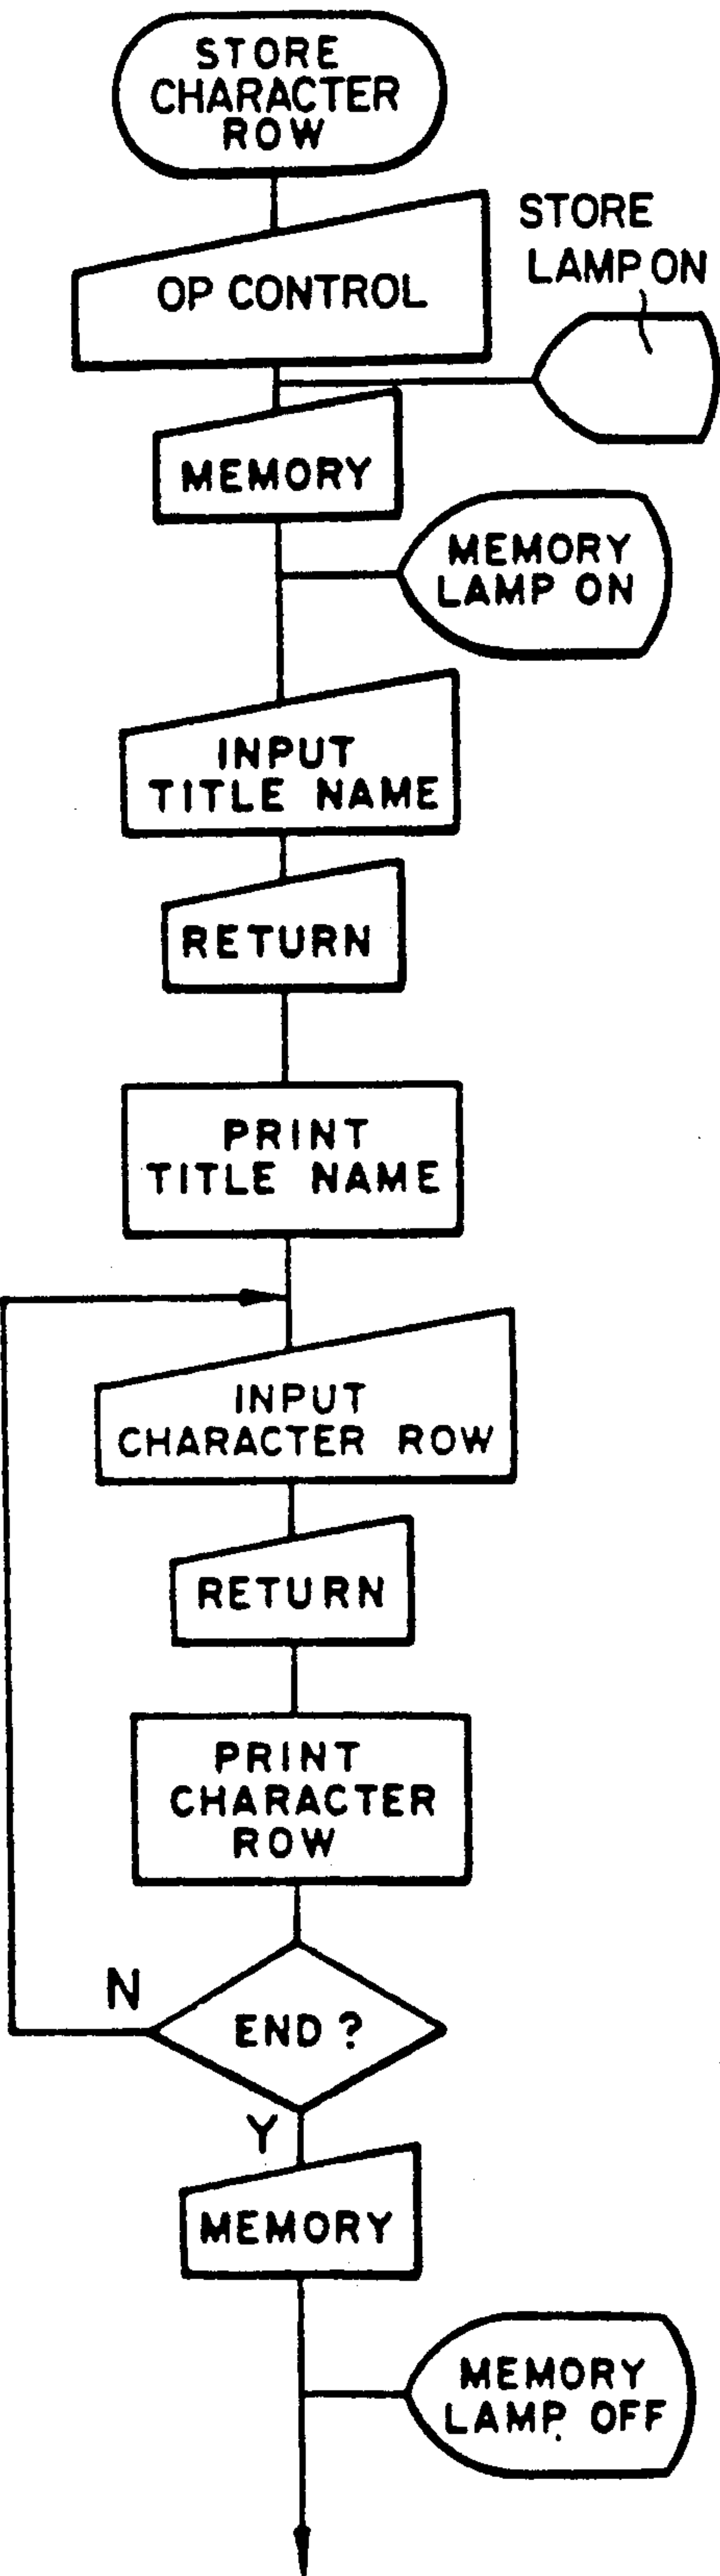 STORE
CHARACTER
ROW
OP CONTROL
STORE
LAMP ON
MEMORY
MEMORY
LAMP ON
INPUT
TITLE NAME
RETURN
PRINT
TITLE NAME
INPUT
CHARACTER ROW
RETURN
PRINT
CHARACTER
ROW
N
END ?
Y
MEMORY
MEMORY
LAMP OFF